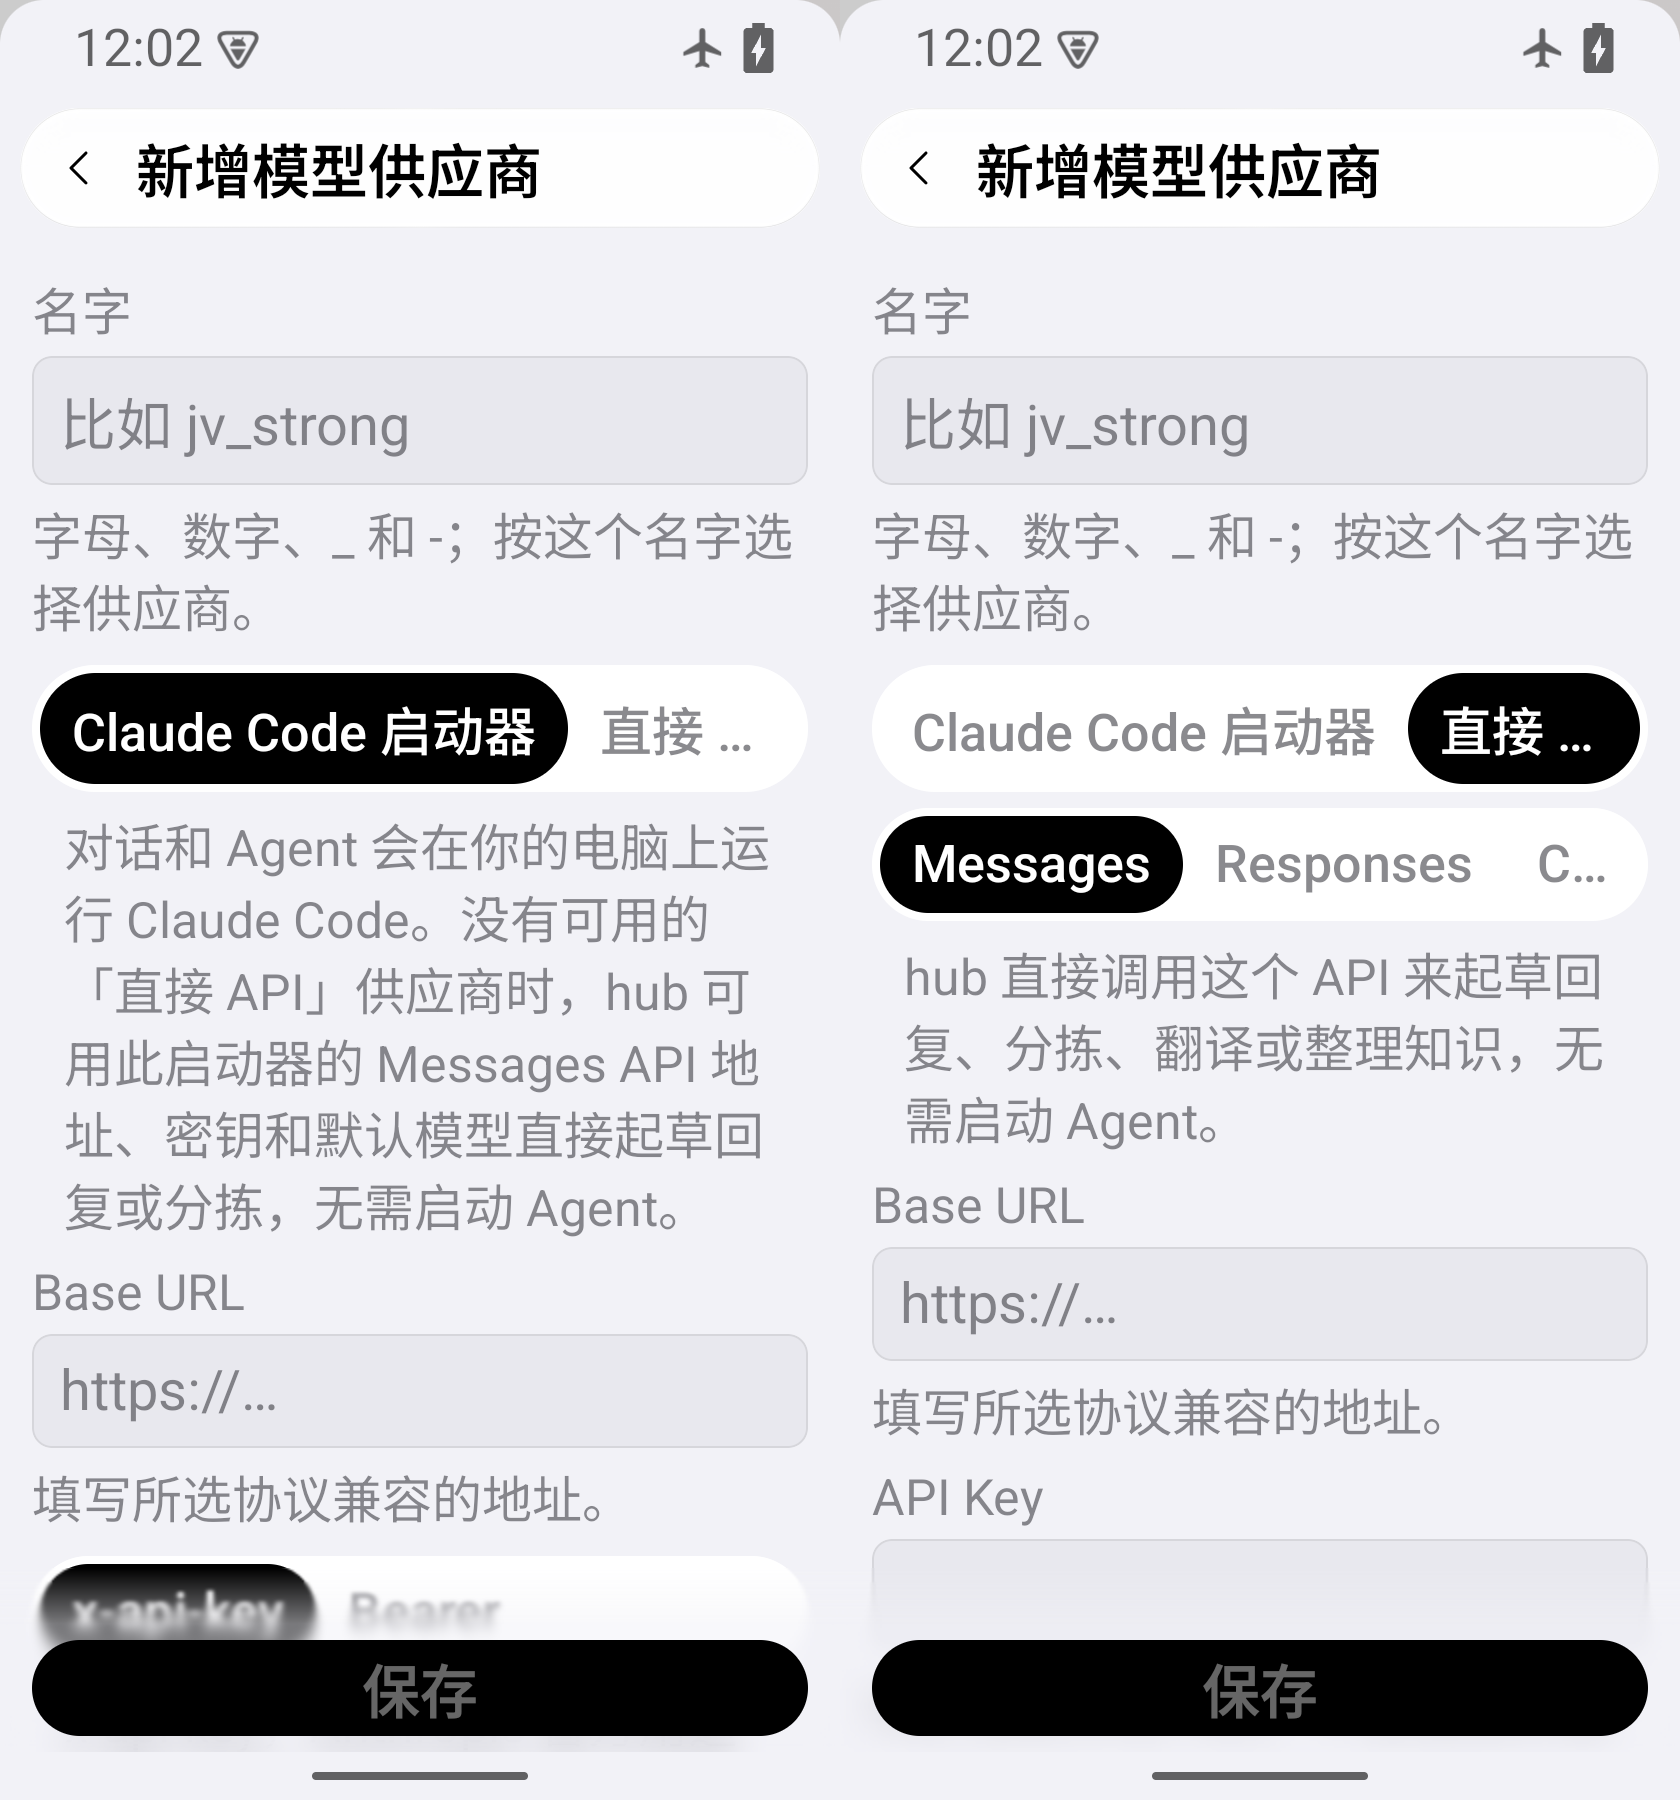 12:02
新增模型供应商
名字
比如 jv_strong
字母、数字、_ 和 -；按这个名字选
择供应商。
Claude Code 启动器 直接 ...
对话和 Agent 会在你的电脑上运
行 Claude Code。没有可用的
「直接 API」供应商时，hub 可
用此启动器的 Messages API 地
址、密钥和默认模型直接起草回
复或分拣，无需启动 Agent。
Base URL
https://...
填写所选协议兼容的地址。
x-api-key Bearer
保存
12:02
新增模型供应商
名字
比如 jv_strong
字母、数字、_ 和 -；按这个名字选
择供应商。
Claude Code 启动器 直接 ...
Messages Responses C...
hub 直接调用这个 API 来起草回
复、分拣、翻译或整理知识，无
需启动 Agent。
Base URL
https://...
填写所选协议兼容的地址。
API Key
保存